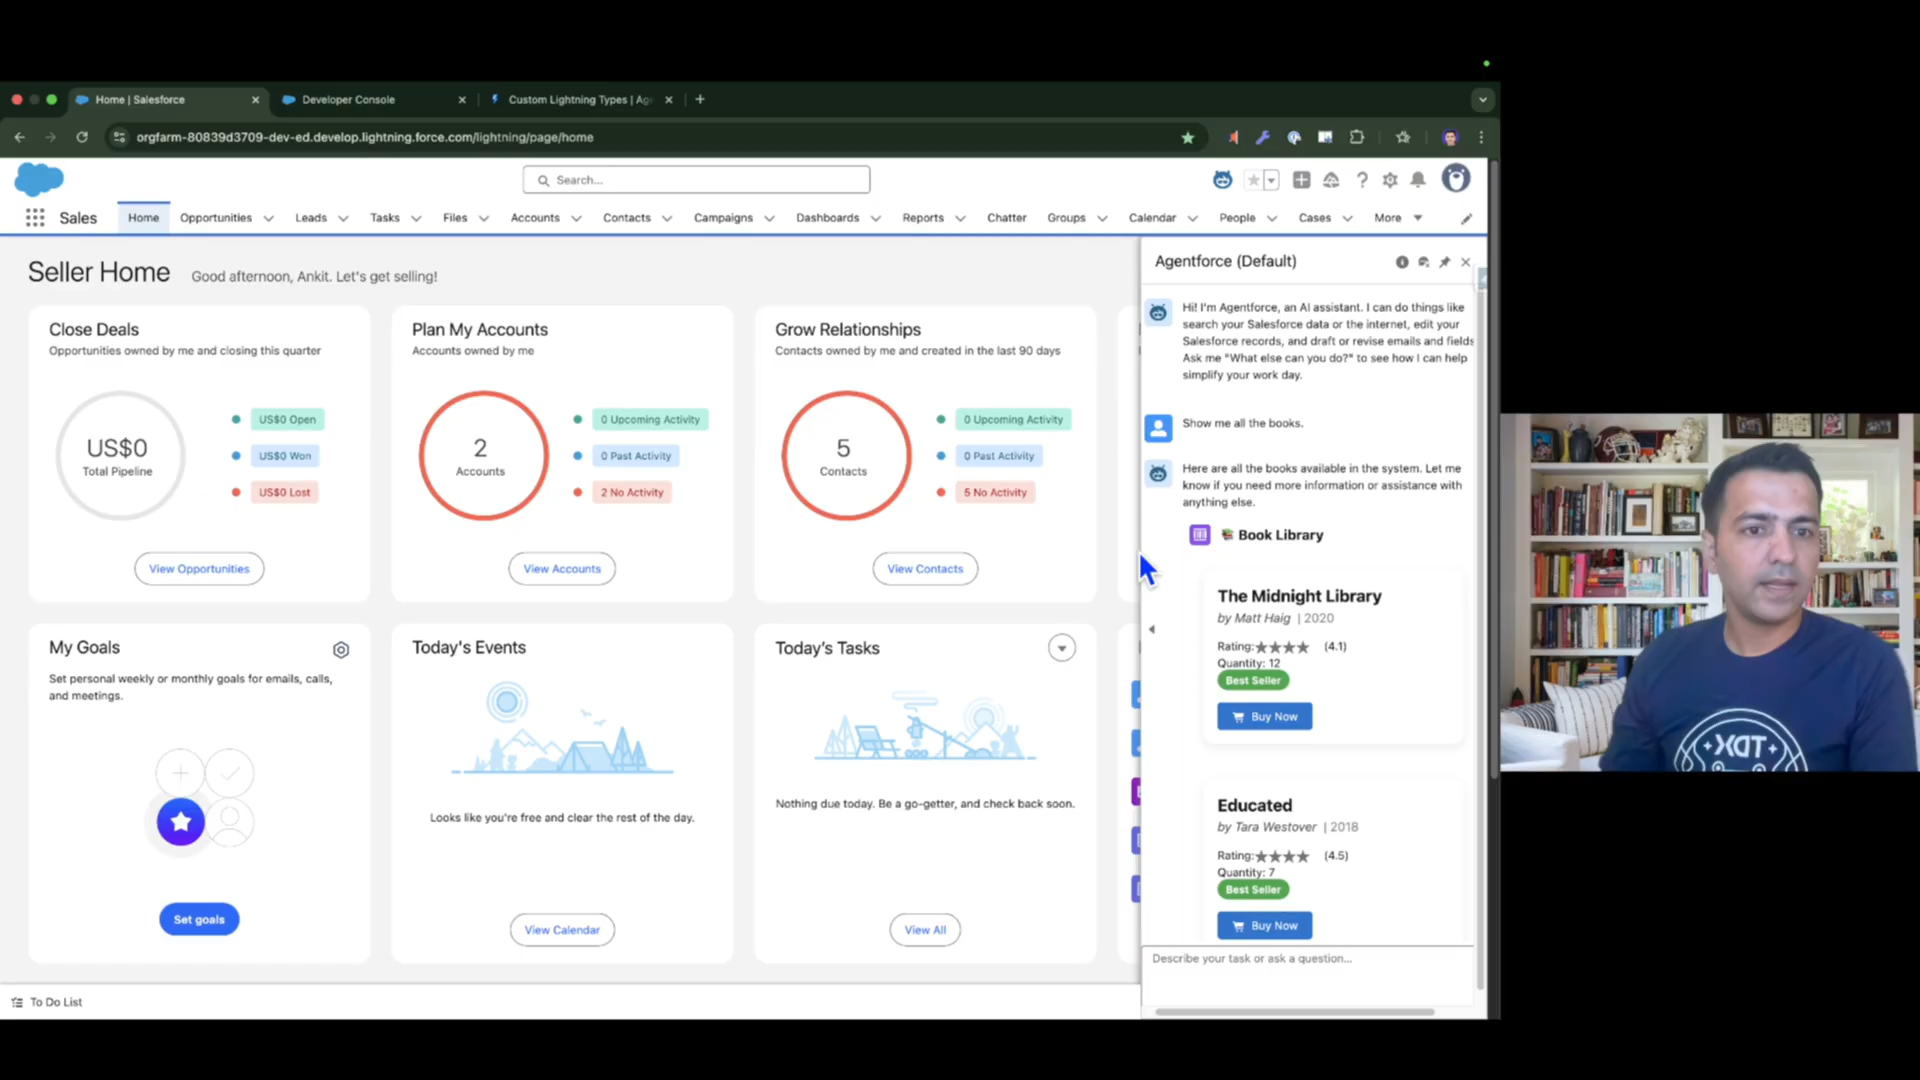 Home | Salesforce
Developer Console
Custom Lightning Types | Ag
orgfarm-80839d3709-dev-ed.develop.lightning.force.com/lightning/page/home
Search...
Sales
Home
Opportunities
Leads
Tasks
Files
Accounts
Contacts
Campaigns
Dashboards
Reports
Chatter
Groups
Calendar
People
Cases
More
Seller Home
Good afternoon, Ankit. Let's get selling!
Close Deals
Opportunities owned by me and closing this quarter
US$0
Total Pipeline
US$0 Open
US$0 Won
US$0 Lost
View Opportunities
Plan My Accounts
Accounts owned by me
2
Accounts
0 Upcoming Activity
0 Past Activity
2 No Activity
View Accounts
Grow Relationships
Contacts owned by me and created in the last 90 days
5
Contacts
0 Upcoming Activity
0 Past Activity
5 No Activity
View Contacts
My Goals
Set personal weekly or monthly goals for emails, calls,
and meetings.
Set goals
Today's Events
Looks like you're free and clear the rest of the day.
View Calendar
Today's Tasks
Nothing due today. Be a go-getter, and check back soon.
View All
To Do List
Agentforce (Default)
Hi! I'm Agentforce, an AI assistant. I can do things like
search your Salesforce data or the internet, edit your
Salesforce records, and draft or revise emails and fields
Ask me "What else can you do?" to see how I can help
simplify your work day.
Show me all the books.
Here are all the books available in the system. Let me
know if you need more information or assistance with
anything else.
Book Library
The Midnight Library
by Matt Haig | 2020
Rating:★★★★ (4.1)
Quantity: 12
Best Seller
Buy Now
Educated
by Tara Westover | 2018
Rating:★★★★ (4.5)
Quantity: 7
Best Seller
Buy Now
Describe your task or ask a question...
TDX